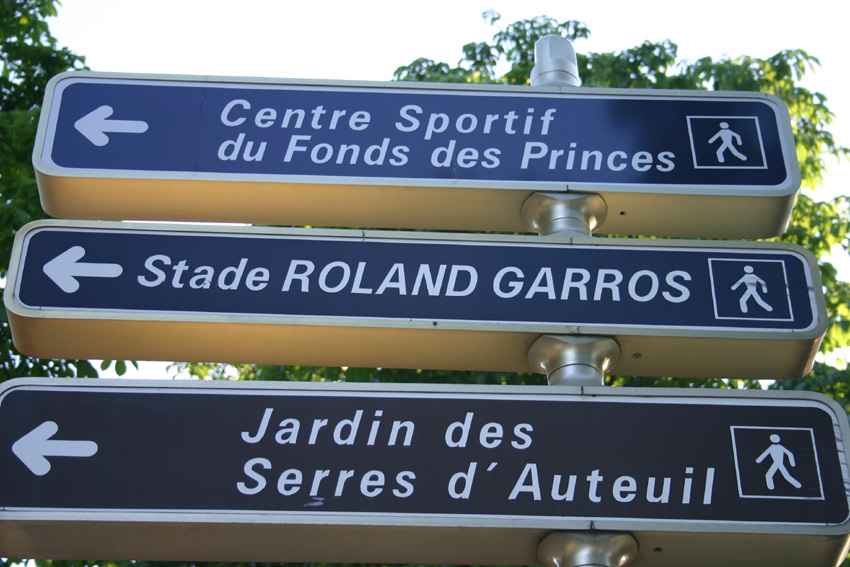 Centre Sportif
du Fonds des Princes
Stade ROLAND GARROS
Jardin des
Serres d'Auteuil